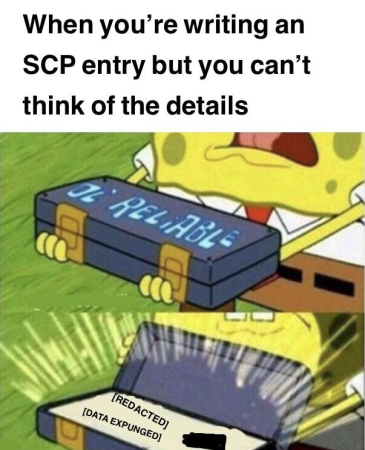 When you’re writing an
SCP entry but you can’t
think of the details
OL' RELIABLE
[REDACTED]
[DATA EXPUNGED]